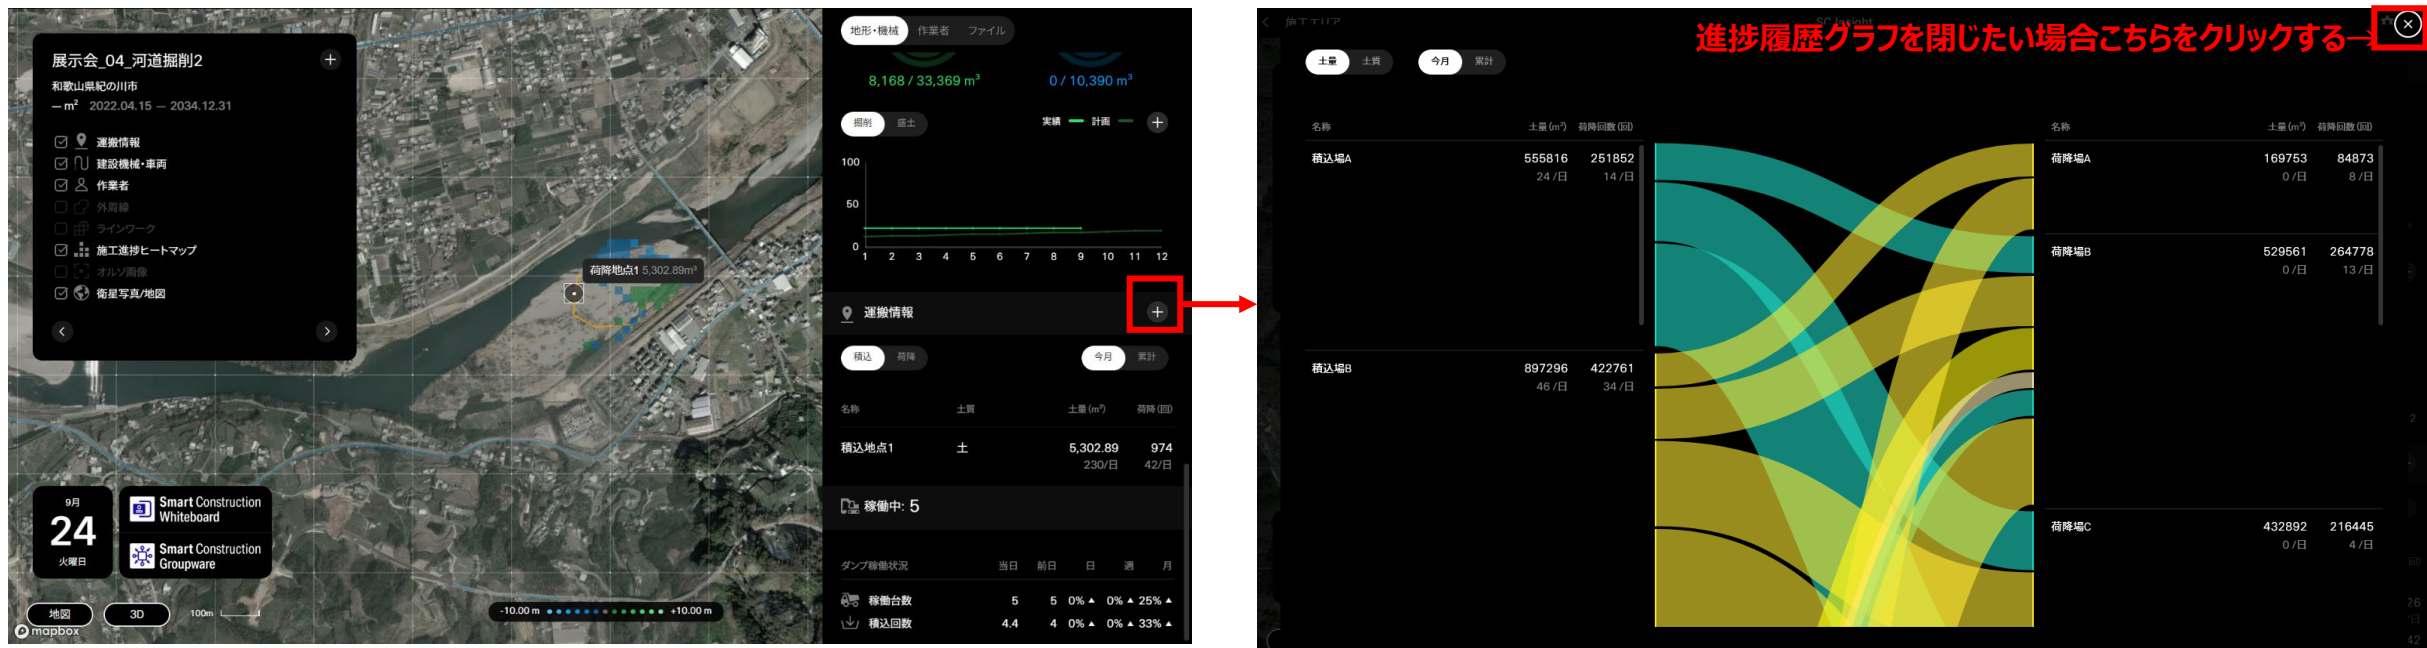 展示会_04_河道掘削2
和歌山県紀の川市
— m² 2022.04.15 — 2034.12.31
運搬情報
建設機械・車両
作業者
外周線
ラインワーク
施工進捗ヒートマップ
オルソ画像
衛星写真/地図
荷降地点1 5,302.89m³
9月
24
火曜日
Smart Construction
Whiteboard
Smart Construction
Groupware
地図 3D 100m
mapbox
-10.00 m +10.00 m
地形・機械 作業者 ファイル
8,168 / 33,369 m³ 0 / 10,390 m³
掘削 盛土 実績 計画
100
50
0
1 2 3 4 5 6 7 8 9 10 11 12
運搬情報
積込 荷降 今月 累計
名称 土質 土量(m³) 荷降(回)
積込地点1 土 5,302.89 974
230/日 42/日
稼働中: 5
ダンプ稼働状況 当日 前日 日 週 月
稼働台数 5 5 0% ▲ 0% ▲ 25% ▲
積込回数 4.4 4 0% ▲ 0% ▲ 33% ▲
施工エリア SC Insight
進捗履歴グラフを閉じたい場合こちらをクリックする→
土量 土質 今月 累計
名称 土量(m³) 荷降回数(回) 名称 土量(m³) 荷降回数(回)
積込場A 555816 251852
24 /日 14 /日
積込場B 897296 422761
46 /日 34 /日
荷降場A 169753 84873
0 /日 8 /日
荷降場B 529561 264778
0 /日 13 /日
荷降場C 432892 216445
0 /日 4 /日